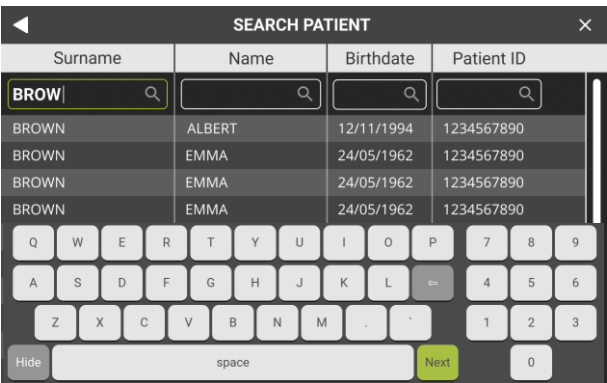 SEARCH PATIENT ×
Surname Name Birthdate Patient ID
BROW
BROWN ALBERT 12/11/1994 1234567890
BROWN EMMA 24/05/1962 1234567890
BROWN EMMA 24/05/1962 1234567890
BROWN EMMA 24/05/1962 1234567890
Q W E R T Y U I O P 7 8 9
A S D F G H J K L ⇦ 4 5 6
Z X C V B N M . ' 1 2 3
Hide space Next 0